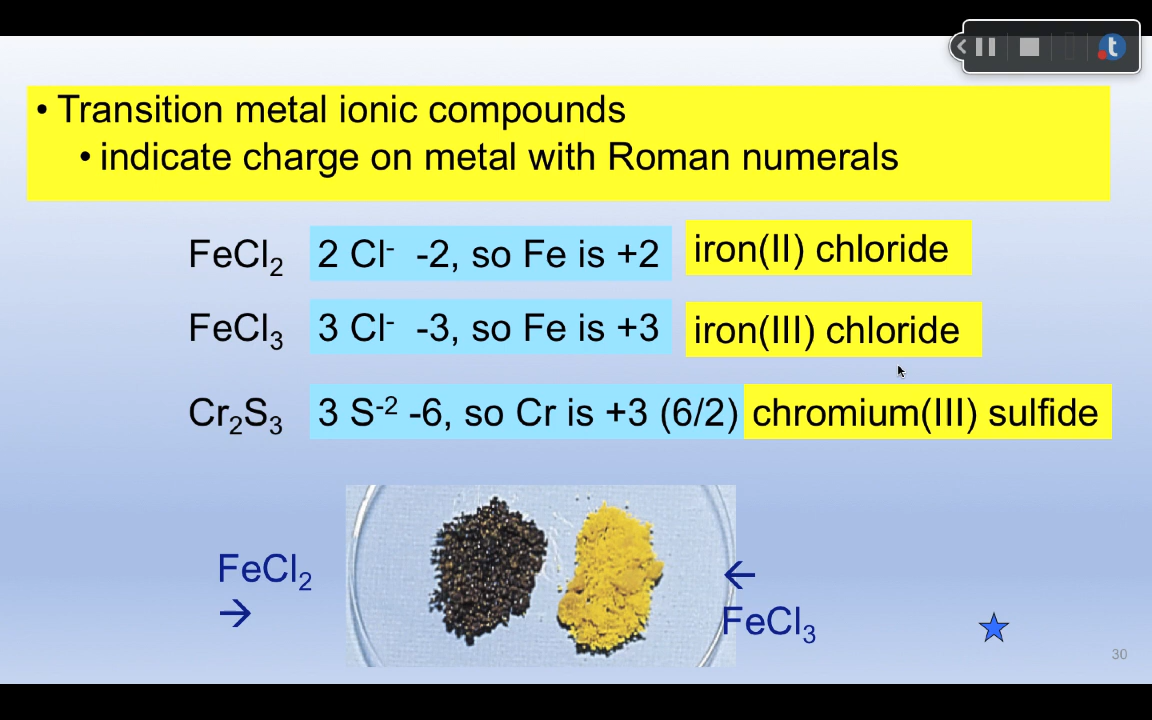 • Transition metal ionic compounds
• indicate charge on metal with Roman numerals
FeCl₂ 2 Cl⁻ -2, so Fe is +2 iron(II) chloride
FeCl₃ 3 Cl⁻ -3, so Fe is +3 iron(III) chloride
Cr₂S₃ 3 S⁻² -6, so Cr is +3 (6/2) chromium(III) sulfide
FeCl₂
→
←
FeCl₃
30
t